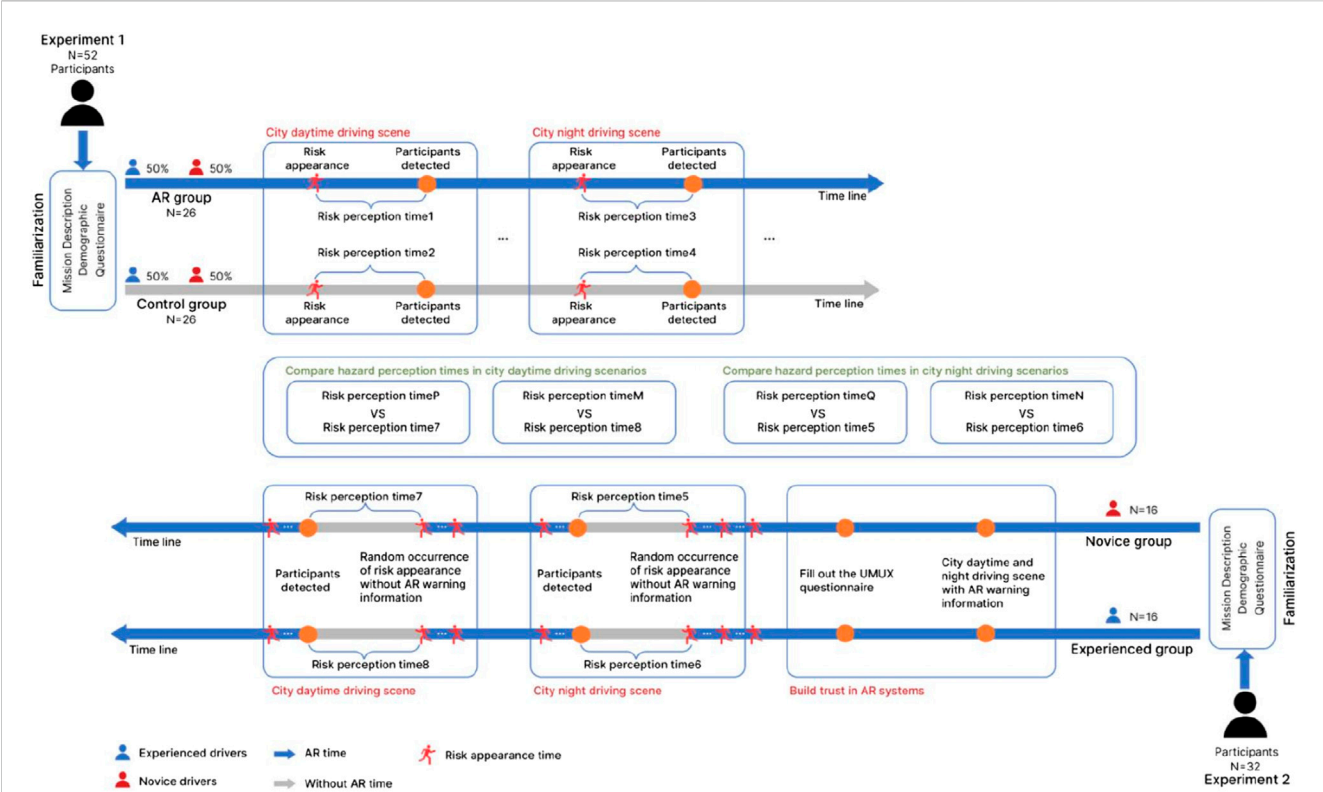 Experiment 1
N=52
Participants
Familiarization
Mission Description
Demographic
Questionnaire
50%
50%
AR group
N=26
50%
50%
Control group
N=26
City daytime driving scene
Risk
appearance
Participants
detected
Risk perception time1
Risk perception time2
Risk
appearance
Participants
detected
...
City night driving scene
Risk
appearance
Participants
detected
Risk perception time3
Risk perception time4
Risk
appearance
Participants
detected
...
Time line
Time line
Compare hazard perception times in city daytime driving scenarios
Risk perception timeP
VS
Risk perception time7
Risk perception timeM
VS
Risk perception time8
Compare hazard perception times in city night driving scenarios
Risk perception timeQ
VS
Risk perception time5
Risk perception timeN
VS
Risk perception time6
Time line
Time line
Risk perception time7
...
...
Participants
detected
Random occurrence
of risk appearance
without AR warning
information
...
...
Risk perception time8
City daytime driving scene
Risk perception time5
...
...
...
Participants
detected
Random occurrence
of risk appearance
without AR warning
information
...
...
...
Risk perception time6
City night driving scene
Fill out the UMUX
questionnaire
City daytime and
night driving scene
with AR warning
information
Build trust in AR systems
N=16
Novice group
N=16
Experienced group
Mission Description
Demographic
Questionnaire
Familiarization
Participants
N=32
Experiment 2
Experienced drivers
AR time
Risk appearance time
Novice drivers
Without AR time